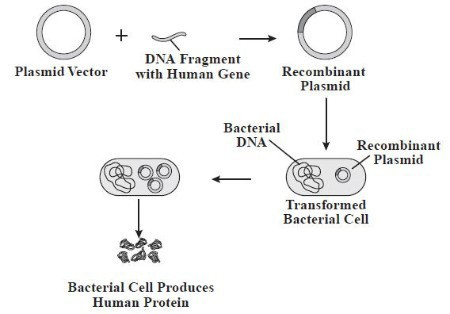 Plasmid Vector
+
DNA Fragment
with Human Gene
Recombinant
Plasmid
Bacterial
DNA
Recombinant
Plasmid
Transformed
Bacterial Cell
Bacterial Cell Produces
Human Protein